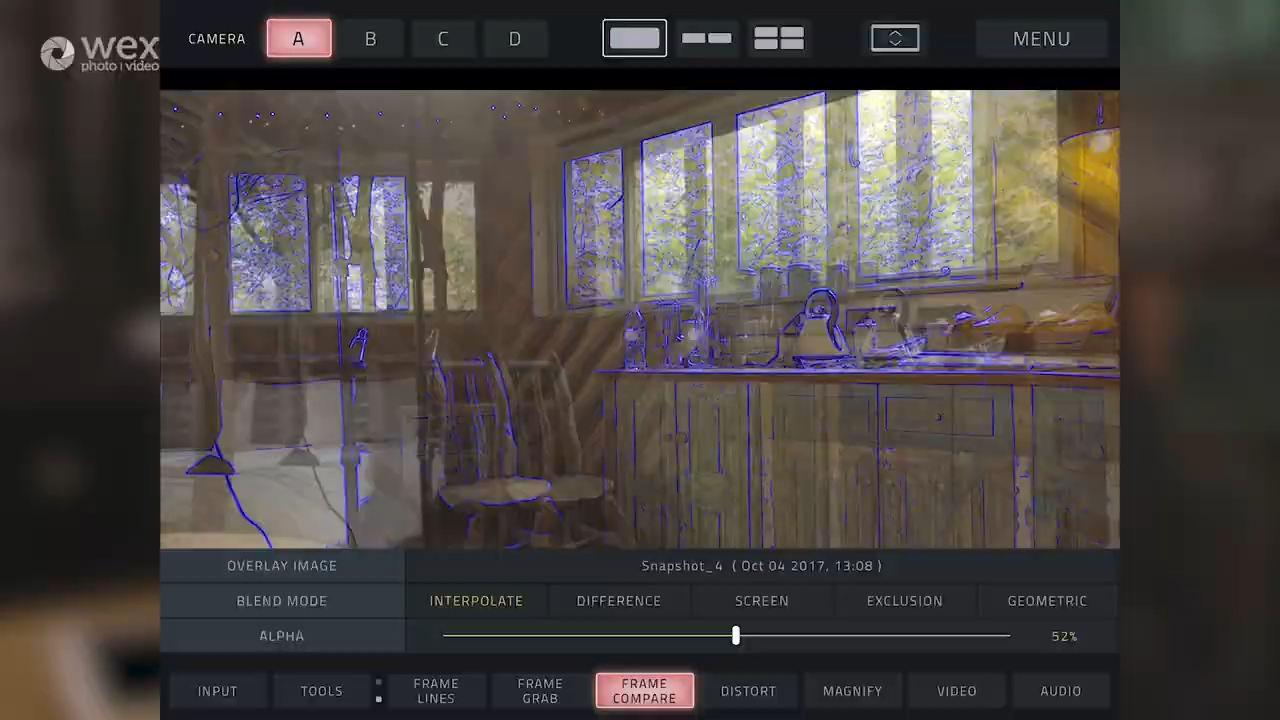 wex
photo | video
CAMERA A B C D MENU
OVERLAY IMAGE Snapshot_4 ( Oct 04 2017, 13:08 )
BLEND MODE INTERPOLATE DIFFERENCE SCREEN EXCLUSION GEOMETRIC
ALPHA 52%
INPUT TOOLS FRAME LINES FRAME GRAB FRAME COMPARE DISTORT MAGNIFY VIDEO AUDIO